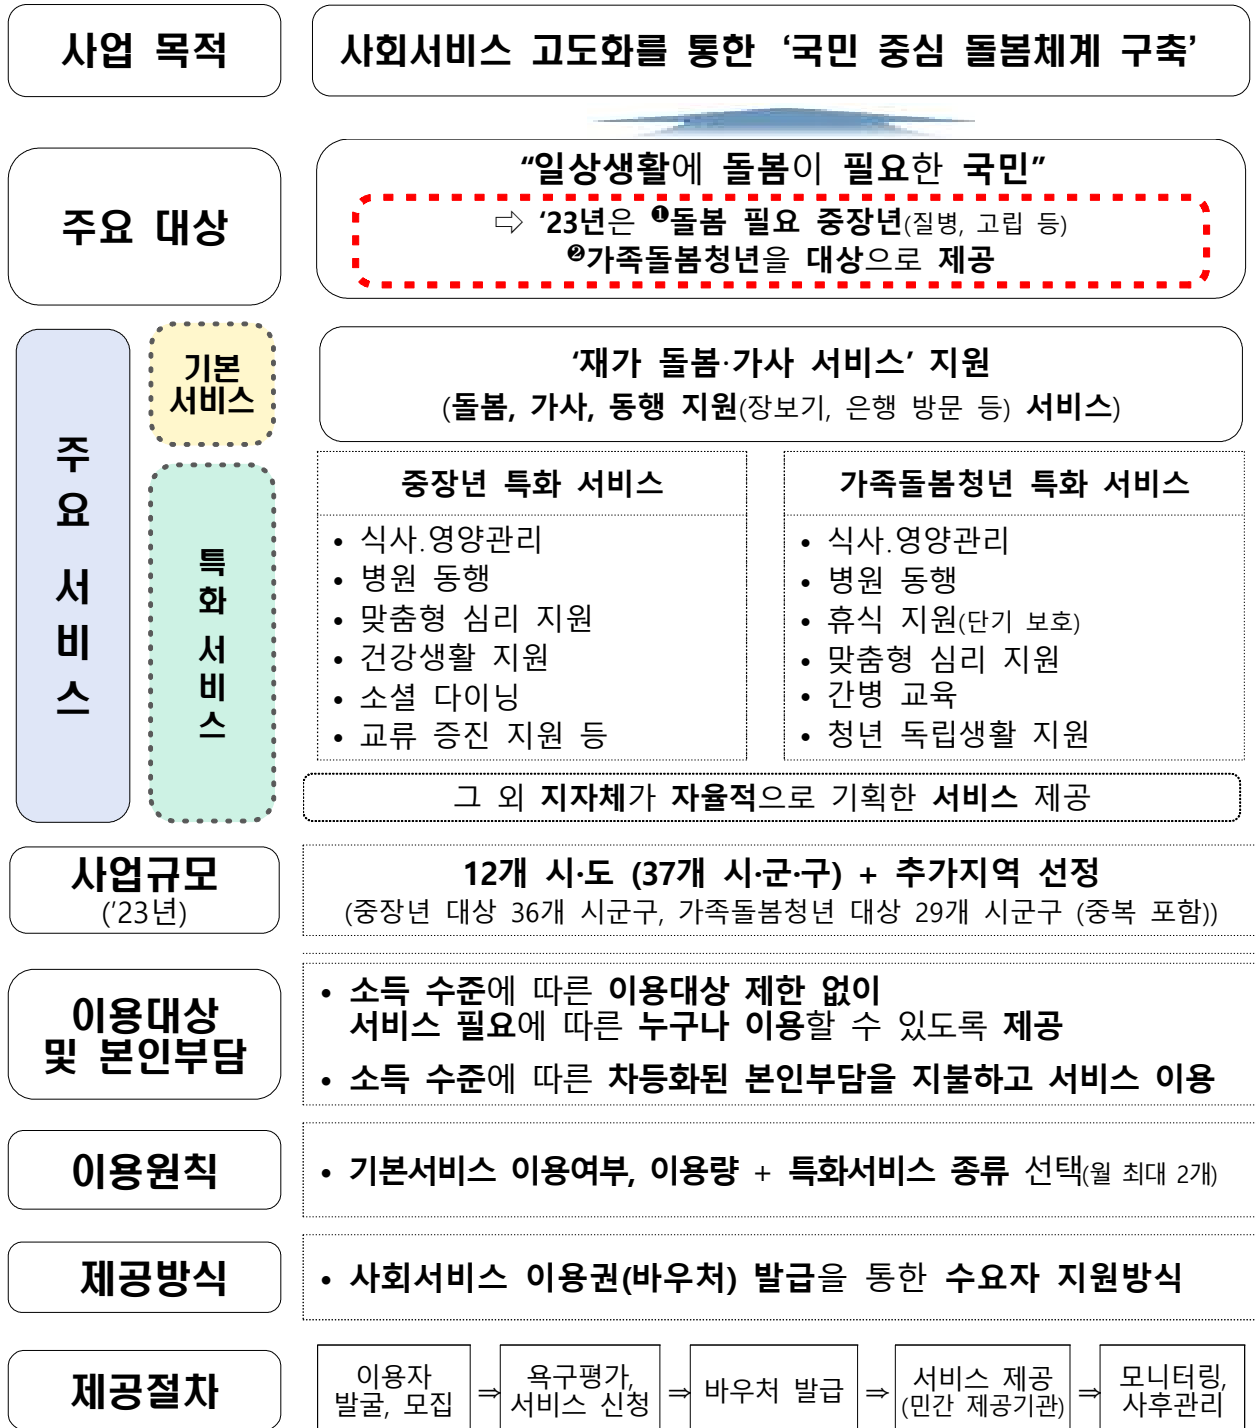 사업 목적
사회서비스 고도화를 통한 ‘국민 중심 돌봄체계 구축’
주요 대상
“일상생활에 돌봄이 필요한 국민”
⇨ ‘23년은 ❶돌봄 필요 중장년(질병, 고립 등)
❷가족돌봄청년을 대상으로 제공
주요 서비스
기본
서비스
‘재가 돌봄·가사 서비스’ 지원
(돌봄, 가사, 동행 지원(장보기, 은행 방문 등) 서비스)
특화 서비스
중장년 특화 서비스
• 식사.영양관리
• 병원 동행
• 맞춤형 심리 지원
• 건강생활 지원
• 소셜 다이닝
• 교류 증진 지원 등
가족돌봄청년 특화 서비스
• 식사.영양관리
• 병원 동행
• 휴식 지원(단기 보호)
• 맞춤형 심리 지원
• 간병 교육
• 청년 독립생활 지원
그 외 지자체가 자율적으로 기획한 서비스 제공
사업규모
(’23년)
12개 시·도 (37개 시·군·구) + 추가지역 선정
(중장년 대상 36개 시군구, 가족돌봄청년 대상 29개 시군구 (중복 포함))
이용대상
및 본인부담
• 소득 수준에 따른 이용대상 제한 없이
서비스 필요에 따른 누구나 이용할 수 있도록 제공
• 소득 수준에 따른 차등화된 본인부담을 지불하고 서비스 이용
이용원칙
• 기본서비스 이용여부, 이용량 + 특화서비스 종류 선택(월 최대 2개)
제공방식
• 사회서비스 이용권(바우처) 발급을 통한 수요자 지원방식
제공절차
이용자
발굴, 모집
⇒
욕구평가,
서비스 신청
⇒
바우처 발급
⇒
서비스 제공
(민간 제공기관)
⇒
모니터링,
사후관리